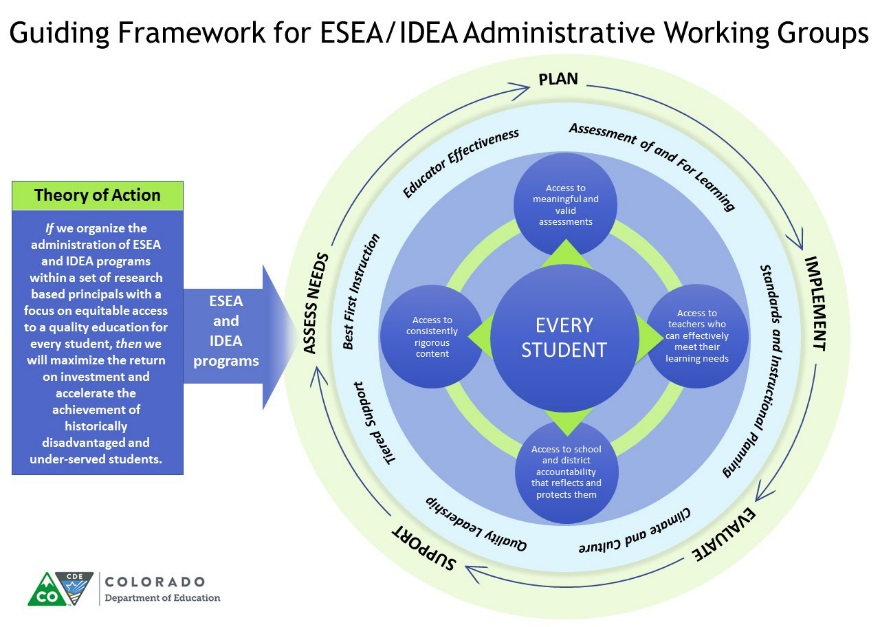 Guiding Framework for ESEA/IDEA Administrative Working Groups
Theory of Action
If we organize the
administration of ESEA
and IDEA programs
within a set of research
based principals with a
focus on equitable access
to a quality education for
every student, then we
will maximize the return
on investment and
accelerate the
achievement of
historically
disadvantaged and
under-served students.
ESEA
and
IDEA
programs
PLAN
IMPLEMENT
EVALUATE
SUPPORT
ASSESS NEEDS
Educator Effectiveness
Assessment of and For Learning
Standards and Instructional Planning
Climate and Culture
Quality Leadership
Tiered Support
Best First Instruction
Access to
meaningful and
valid
assessments
Access to
teachers who
can effectively
meet their
learning needs
Access to school
and district
accountability
that reflects and
protects them
Access to
consistently
rigorous
content
EVERY
STUDENT
CO
CDE
COLORADO
Department of Education